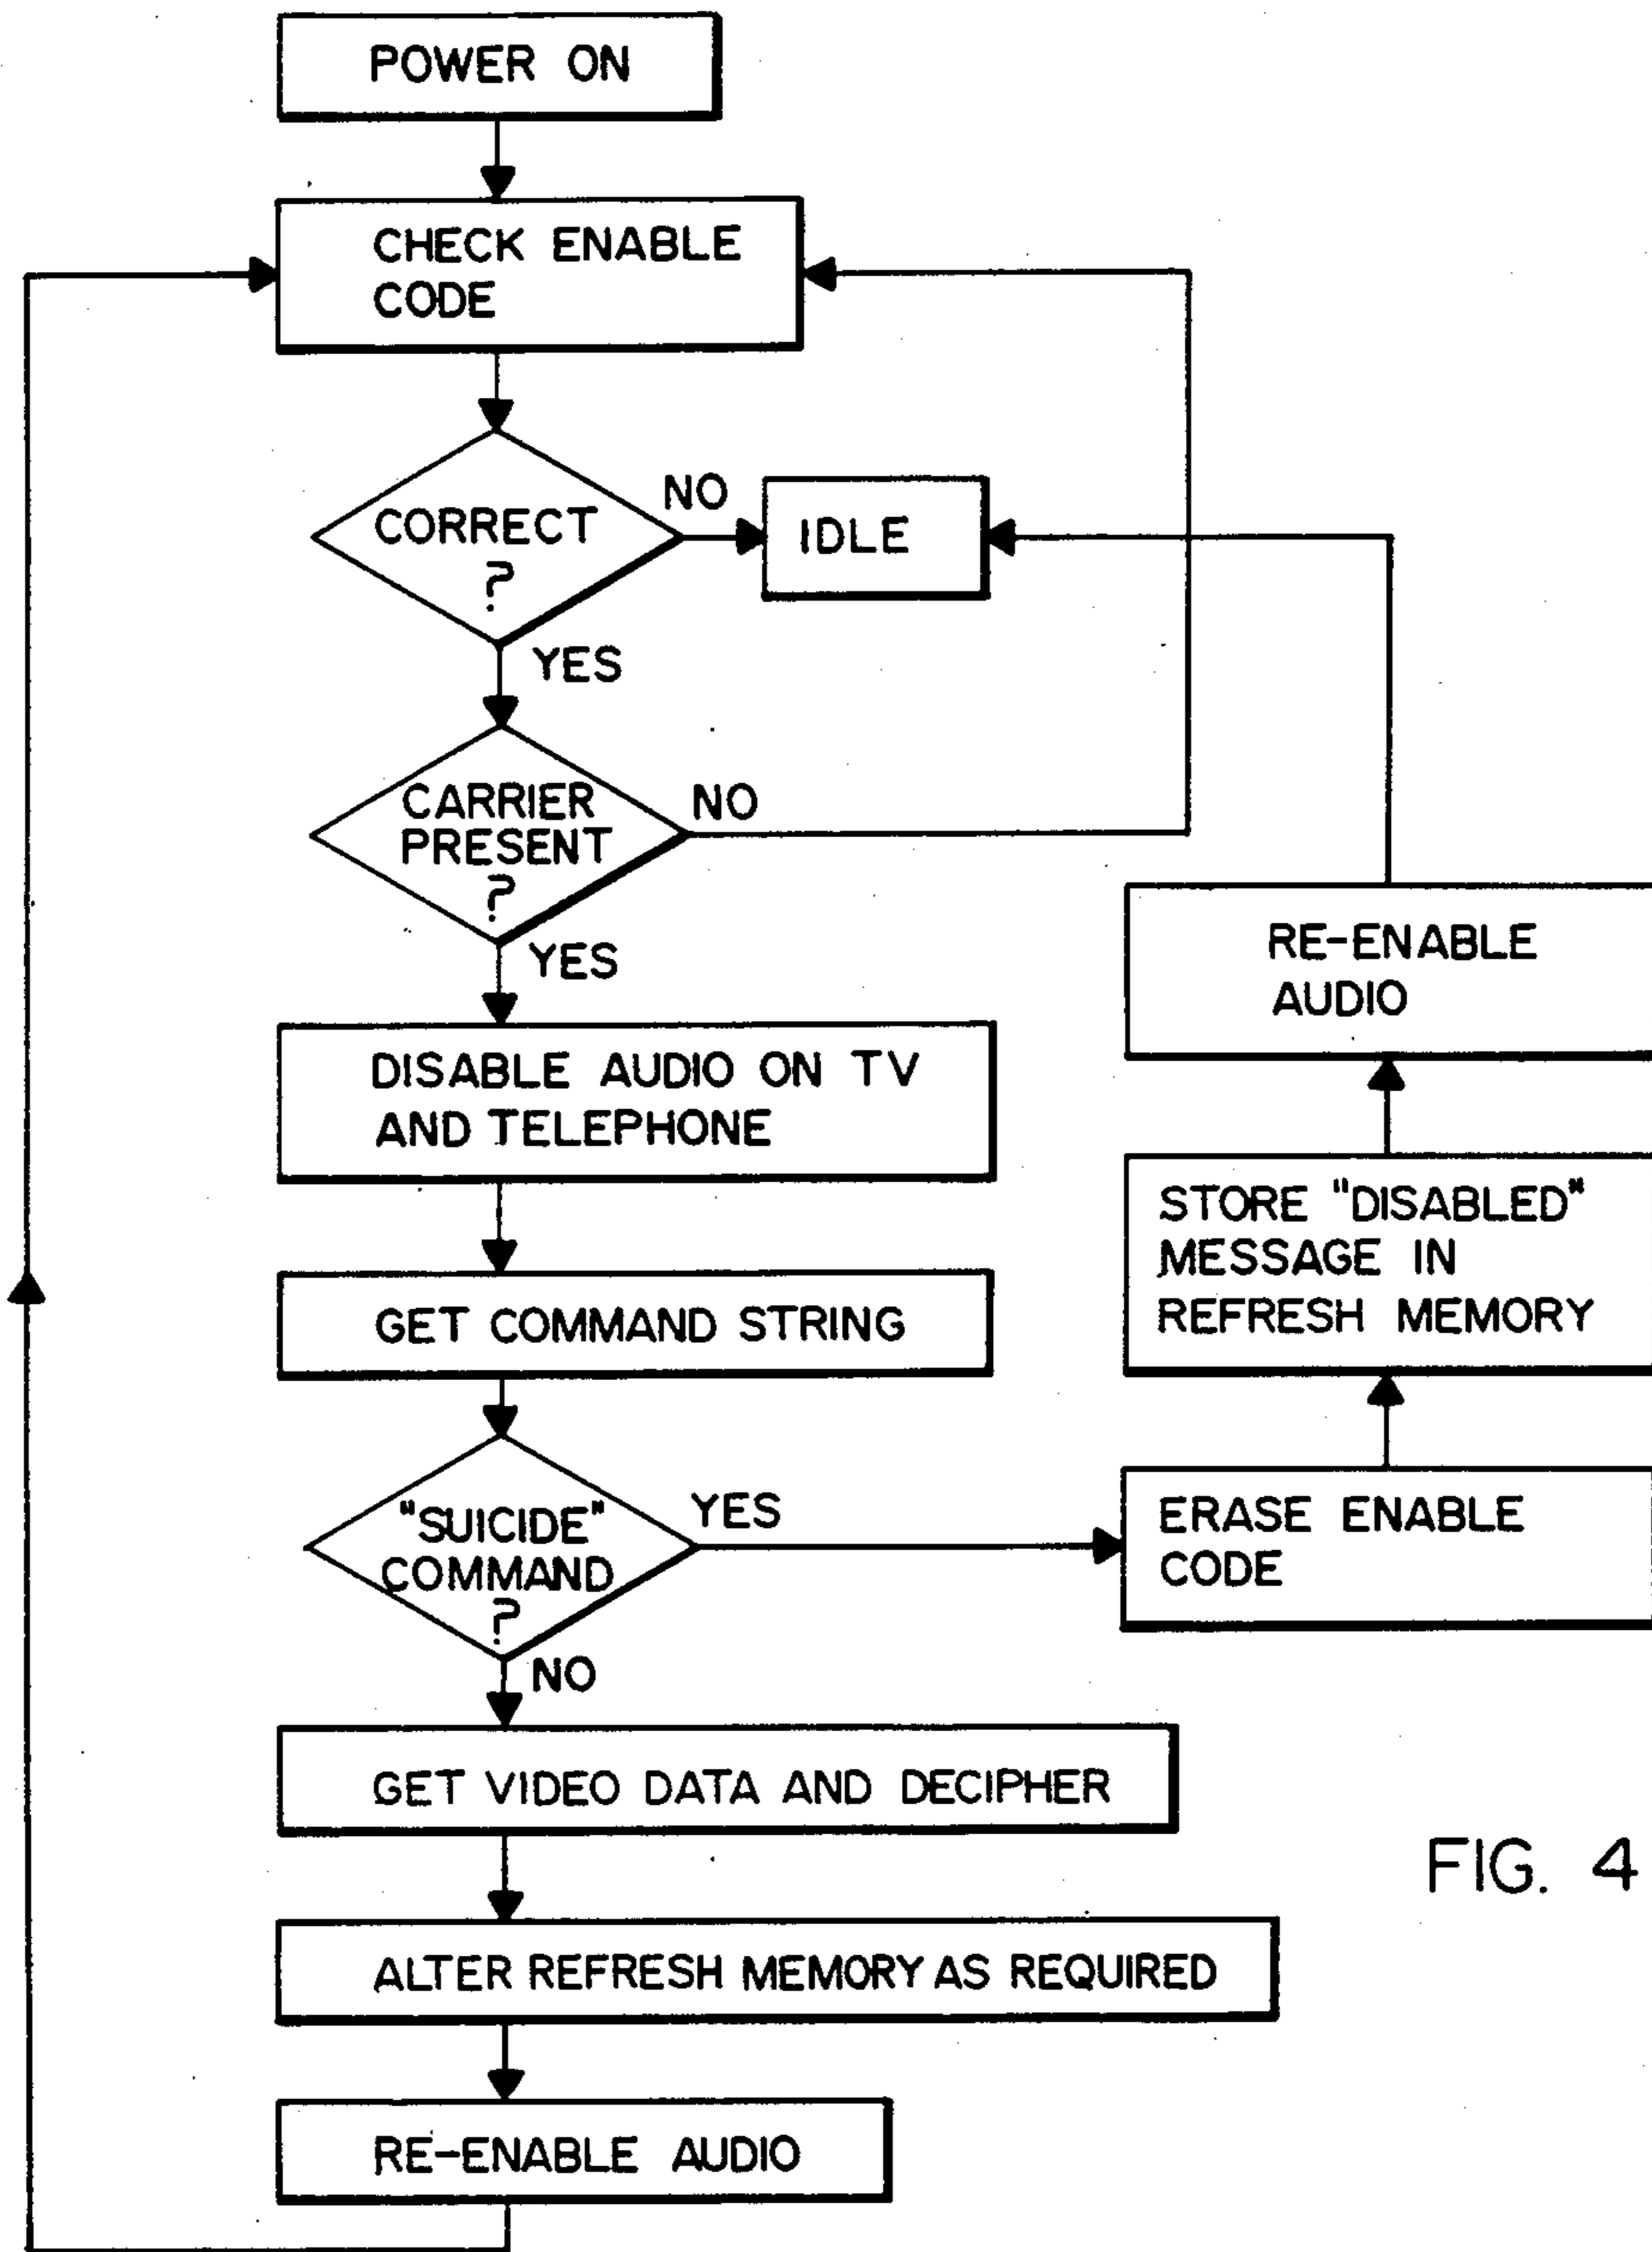 POWER ON
CHECK ENABLE
CODE
CORRECT
?
NO
IDLE
YES
CARRIER
PRESENT
?
NO
YES
DISABLE AUDIO ON TV
AND TELEPHONE
GET COMMAND STRING
"SUICIDE"
COMMAND
?
YES
NO
ERASE ENABLE
CODE
STORE "DISABLED"
MESSAGE IN
REFRESH MEMORY
RE-ENABLE
AUDIO
GET VIDEO DATA AND DECIPHER
ALTER REFRESH MEMORY AS REQUIRED
RE-ENABLE AUDIO
FIG. 4